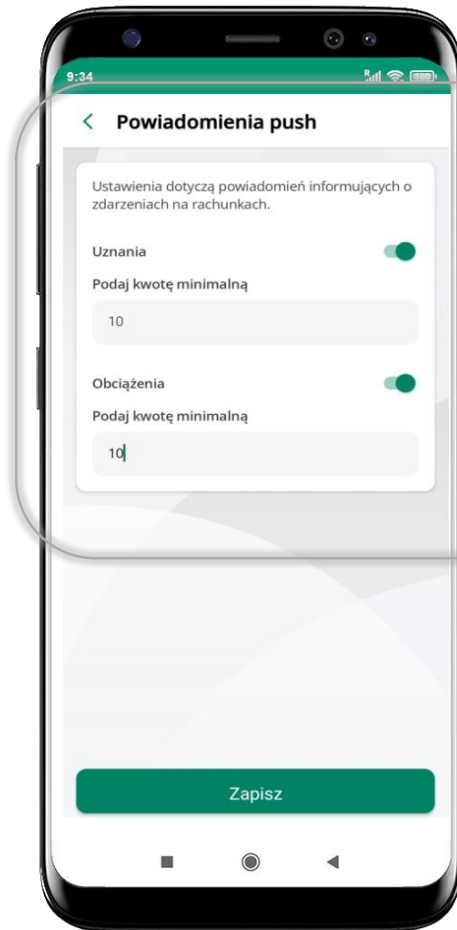 9:34
R
100
Powiadomienia push
Ustawienia dotyczą powiadomień informujących o
zdarzeniach na rachunkach.
Uznania
Podaj kwotę minimalną
10
Obciążenia
Podaj kwotę minimalną
10
Zapisz